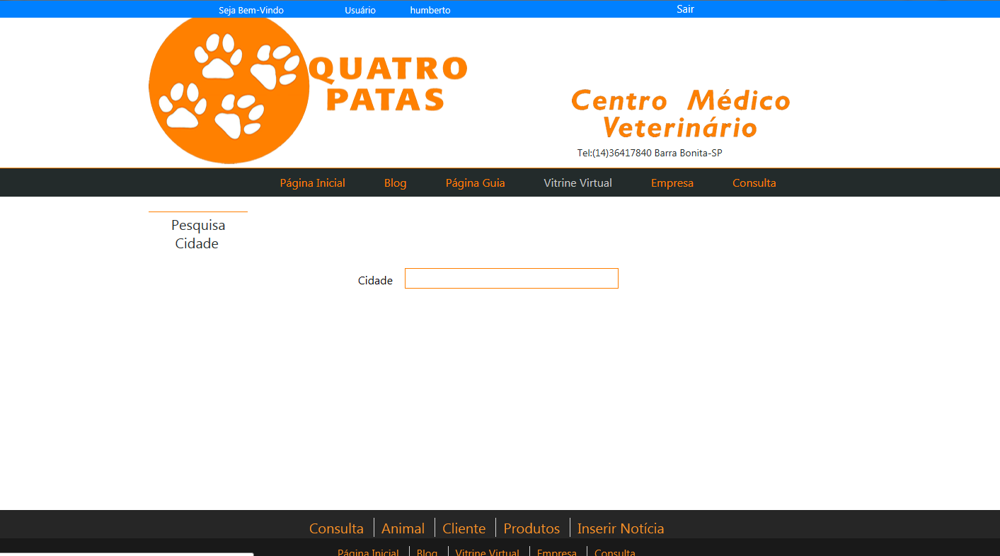 Seja Bem-Vindo Usuário humberto Sair
QUATRO
PATAS
Centro Médico
Veterinário
Tel:(14)36417840 Barra Bonita-SP
Página Inicial Blog Página Guia Vitrine Virtual Empresa Consulta
Pesquisa
Cidade
Cidade
Consulta Animal Cliente Produtos Inserir Notícia
Página Inicial Blog Vitrine Virtual Empresa Consulta